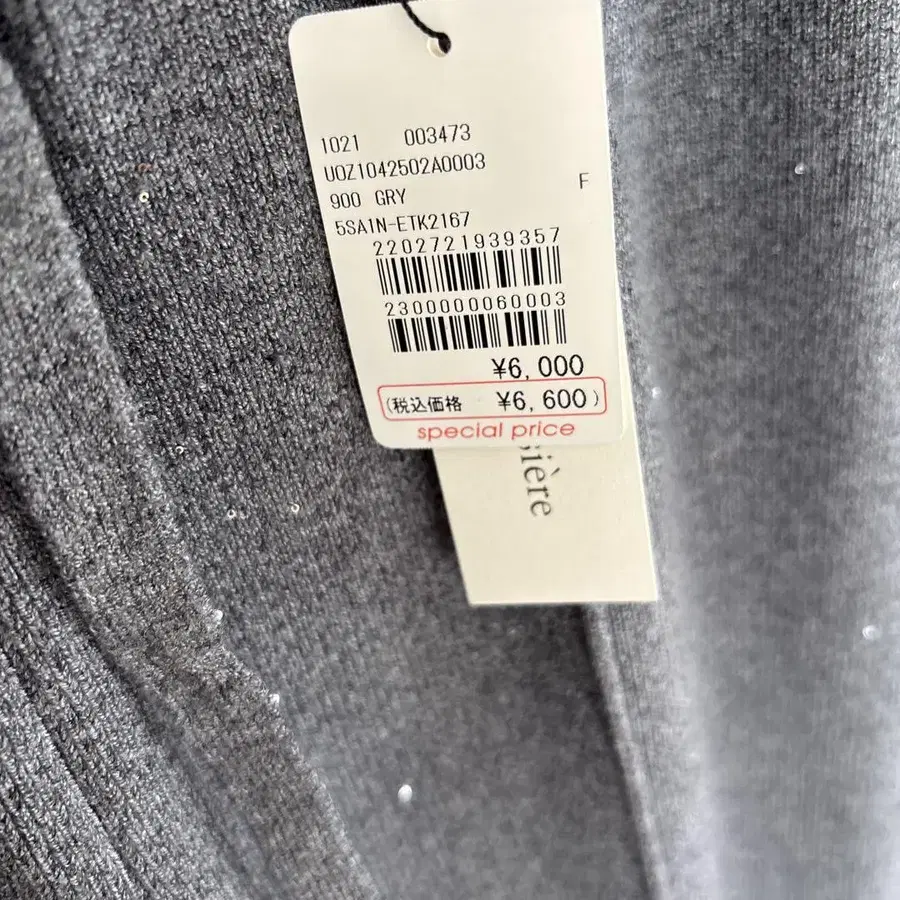 1021 003473
UOZ1042502A0003
900 GRY F
5SA1N-ETK2167
2202721939357
2300000060003
¥6,000
(税込価格 ¥6,600)
special price
sière